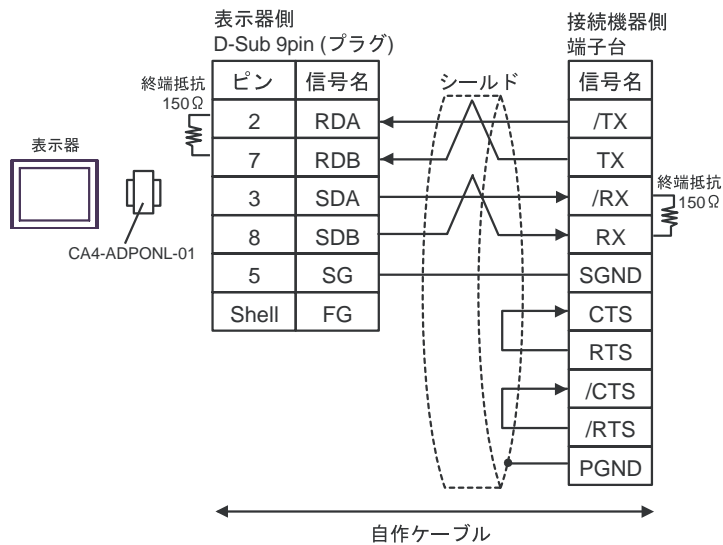 表示器側
D-Sub 9pin (プラグ)
接続機器側
端子台
終端抵抗
150Ω
ピン 信号名
シールド
信号名
2 RDA
/TX
7 RDB
TX
表示器
3 SDA
/RX
終端抵抗
150Ω
8 SDB
RX
CA4-ADPONL-01
5 SG
SGND
Shell FG
CTS
RTS
/CTS
/RTS
PGND
自作ケーブル